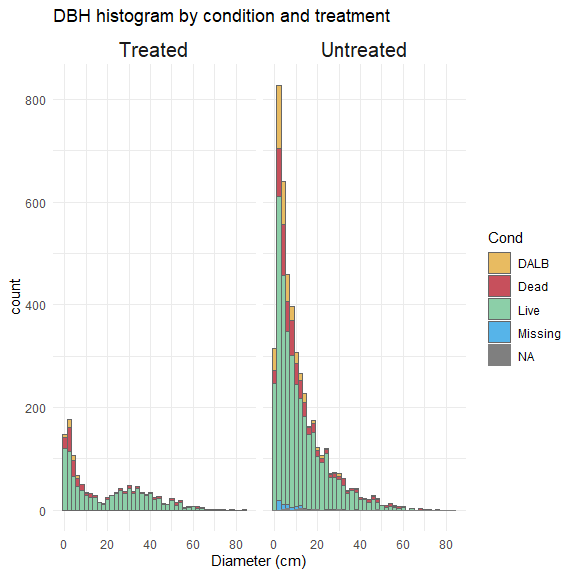 DBH histogram by condition and treatment
Treated Untreated
800
600
400
200
0
count
0 20 40 60 80 0 20 40 60 80
Diameter (cm)
Cond
DALB
Dead
Live
Missing
NA